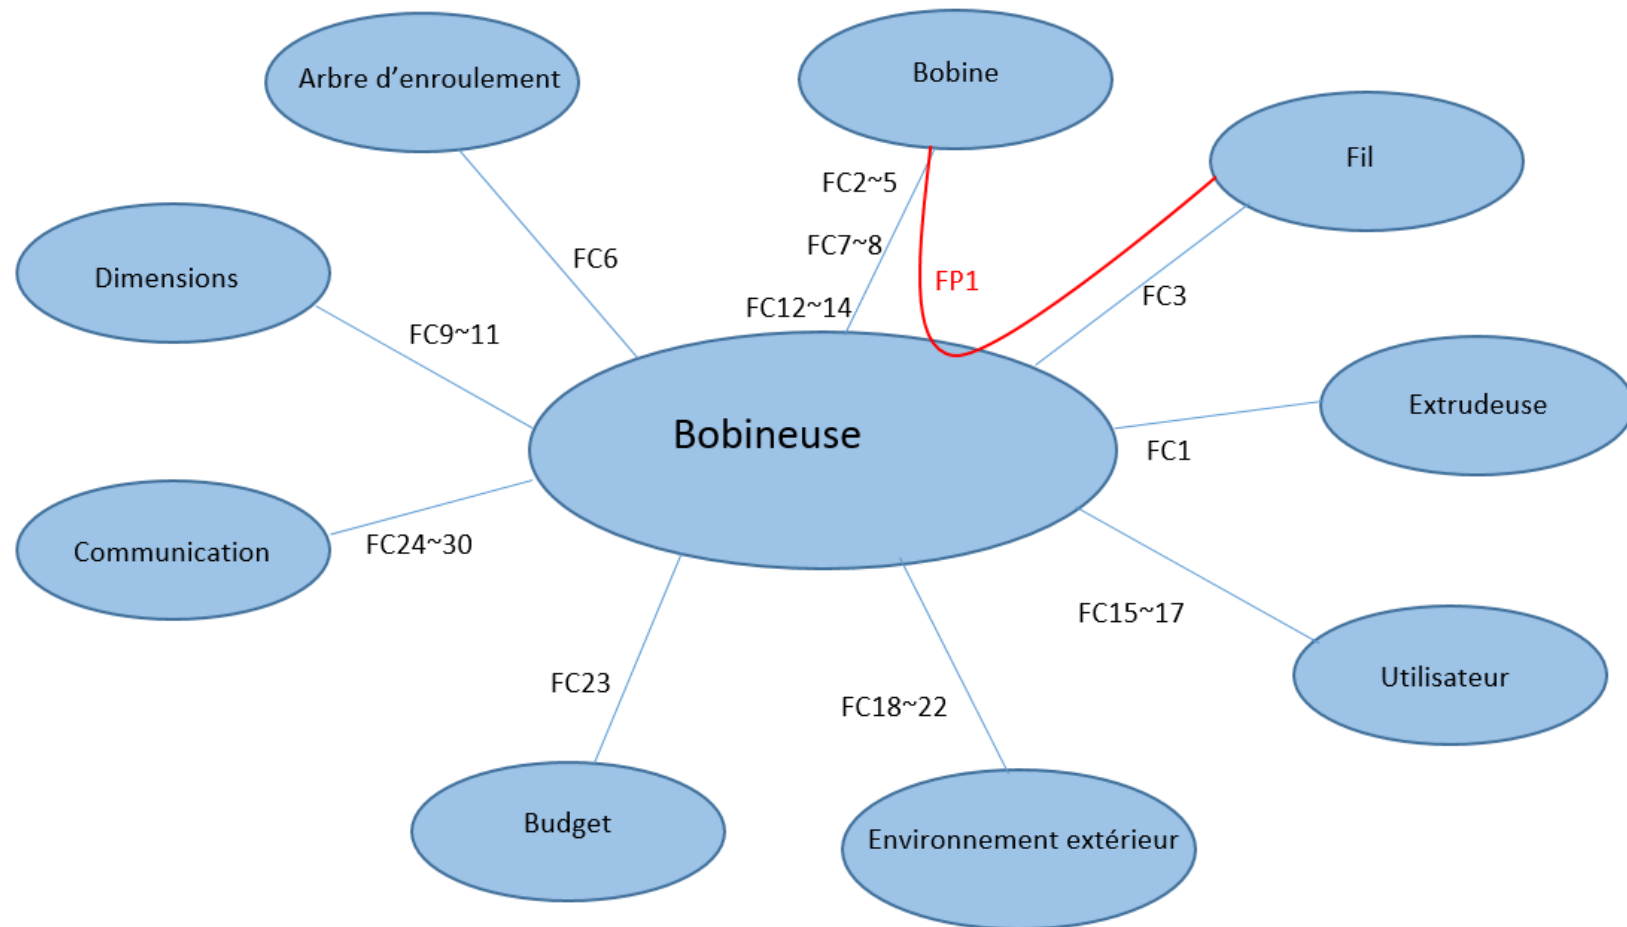 Arbre d’enroulement
Bobine
Fil
FC2~5
FC7~8
FC6
FP1
FC3
Dimensions
FC12~14
FC9~11
Extrudeuse
Bobineuse
FC1
Communication
FC24~30
FC15~17
Utilisateur
FC23
FC18~22
Budget
Environnement extérieur